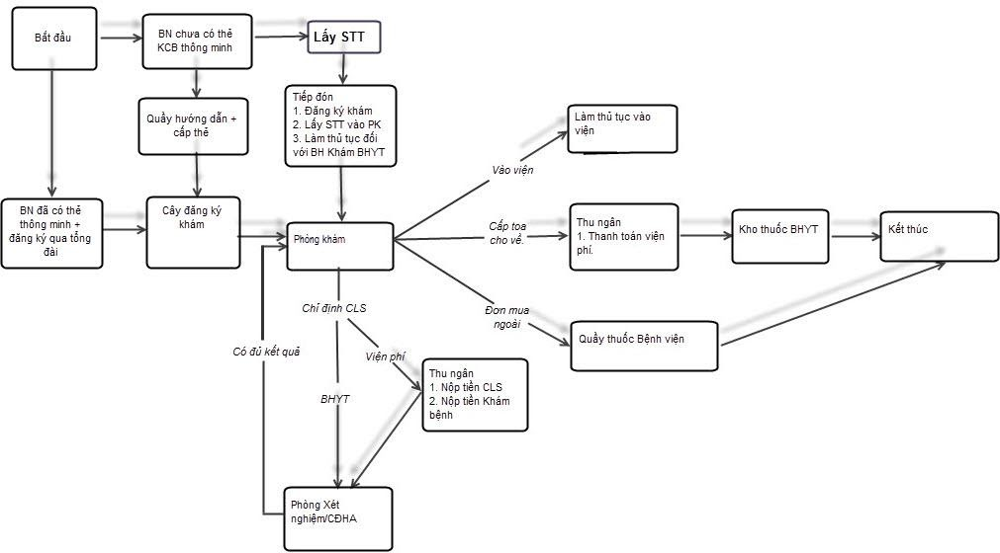 Bắt đầu
BN chưa có thẻ
KCB thông minh
Lấy STT
Quầy hướng dẫn +
cấp thẻ
Tiếp đón
1. Đăng ký khám
2. Lấy STT vào PK
3. Làm thủ tục đối
với BH Khám BHYT
Làm thủ tục vào
viện
Vào viện
BN đã có thẻ
thông minh +
đăng ký qua tổng
đài
Cây đăng ký
khám
Phòng khám
Cấp toa
cho về.
Thu ngân
1. Thanh toán viện
phí.
Kho thuốc BHYT
Kết thúc
Chỉ định CLS
Đơn mua
ngoài
Quầy thuốc Bệnh viện
Có đủ kết quả
Viện phí
BHYT
Thu ngân
1. Nộp tiền CLS
2. Nộp tiền Khám
bệnh
Phòng Xét
nghiệm/CĐHA